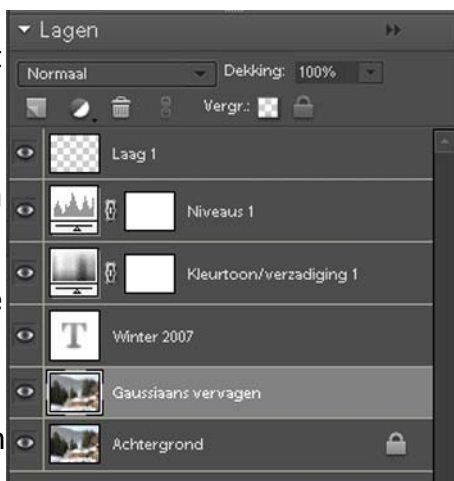 Lagen
Normaal Dekking: 100%
Vergr.:
Laag 1
Niveaus 1
Kleurtoon/verzadiging 1
T Winter 2007
Gaussiaans vervagen
Achtergrond